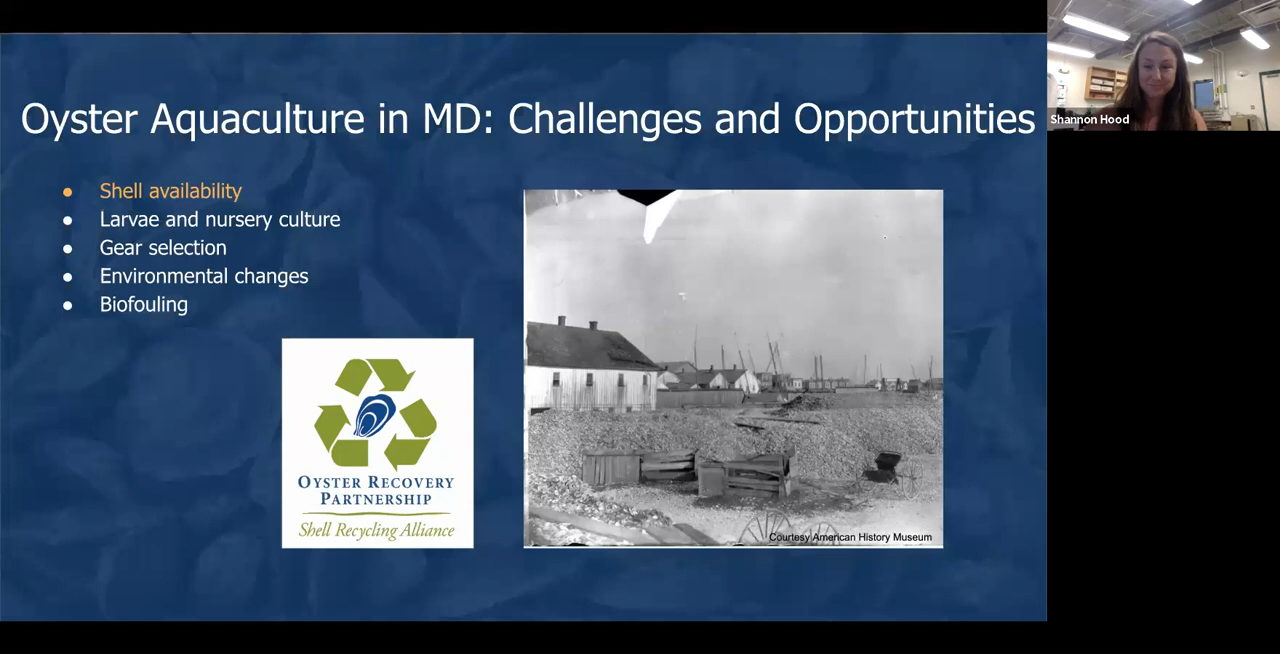 Oyster Aquaculture in MD: Challenges and Opportunities
Shell availability
Larvae and nursery culture
Gear selection
Environmental changes
Biofouling
OYSTER RECOVERY
PARTNERSHIP
Shell Recycling Alliance
Courtesy American History Museum
Shannon Hood